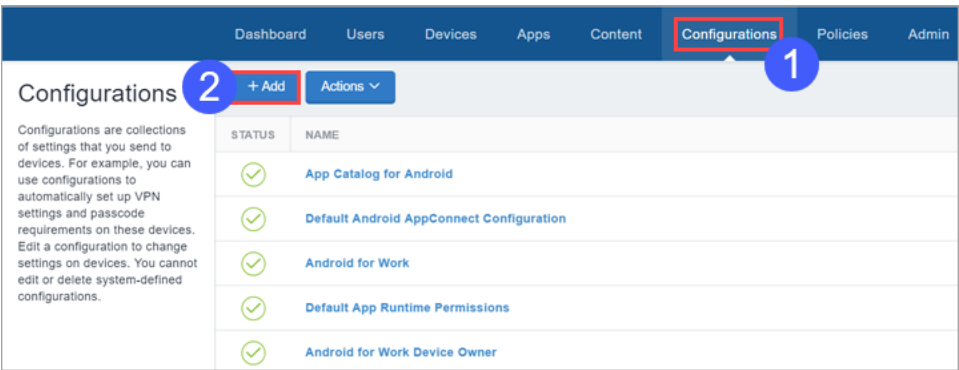 Dashboard Users Devices Apps Content Configurations Policies Admin
1
Configurations
2
+ Add
Actions
Configurations are collections
of settings that you send to
devices. For example, you can
use configurations to
automatically set up VPN
settings and passcode
requirements on these devices.
Edit a configuration to change
settings on devices. You cannot
edit or delete system-defined
configurations.
STATUS NAME
App Catalog for Android
Default Android AppConnect Configuration
Android for Work
Default App Runtime Permissions
Android for Work Device Owner